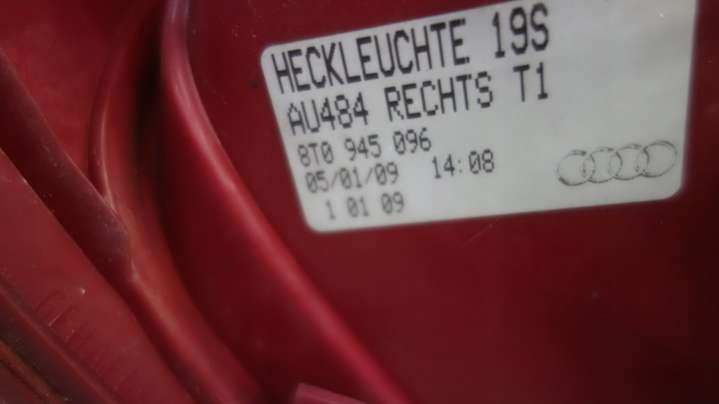 HECKLEUCHTE 19S
AU484 RECHTS T1
8T0 945 096
05/01/09 14:08
1 01 09